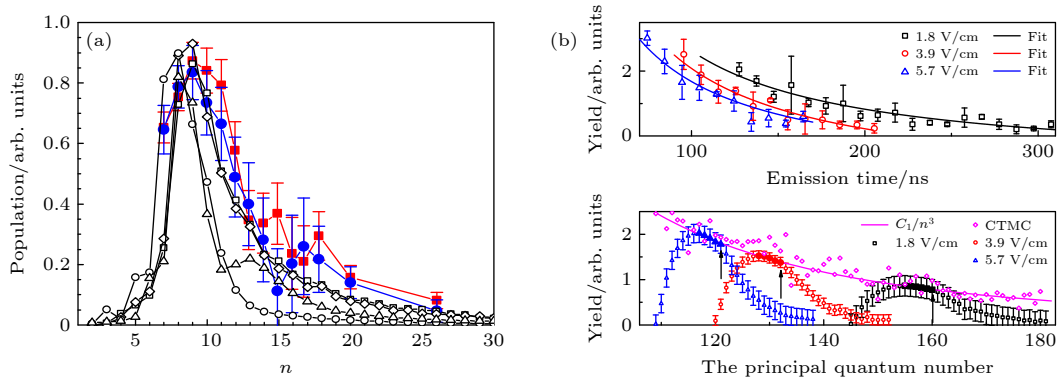 (a)
Population/arb. units
1.0
0.8
0.6
0.4
0.2
0
0
5
10
15
20
25
30
n
(b)
Yield/arb. units
2
0
1.8 V/cm
Fit
3.9 V/cm
Fit
5.7 V/cm
Fit
100
200
300
Emission time/ns
Yield/arb. units
2
1
0
C₁/n³
CTMC
1.8 V/cm
3.9 V/cm
5.7 V/cm
120
140
160
180
The principal quantum number